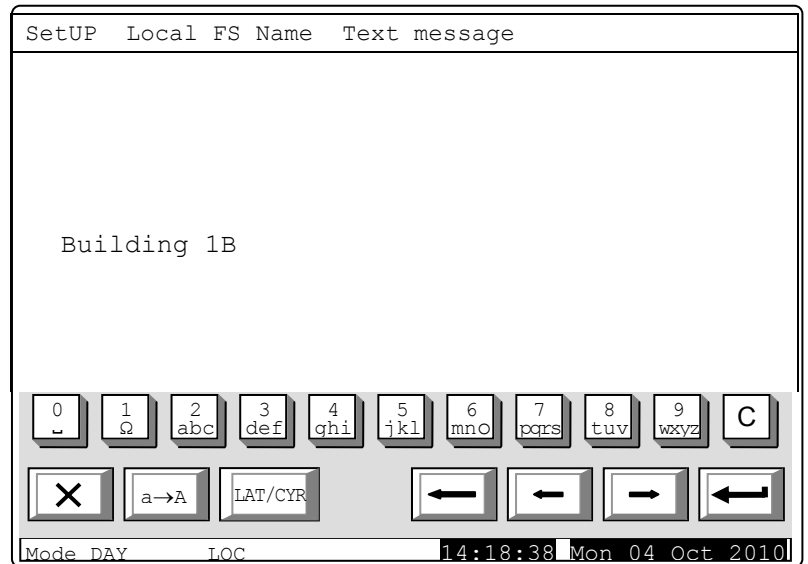 SetUP Local FS Name Text message
Building 1B
0 1 2 3 4 5 6 7 8 9 C
␣ Ω abc def ghi jkl mno pqrs tuv wxyz
× a→A LAT/CYR ← ← → ↵
Mode DAY LOC 14:18:38 Mon 04 Oct 2010